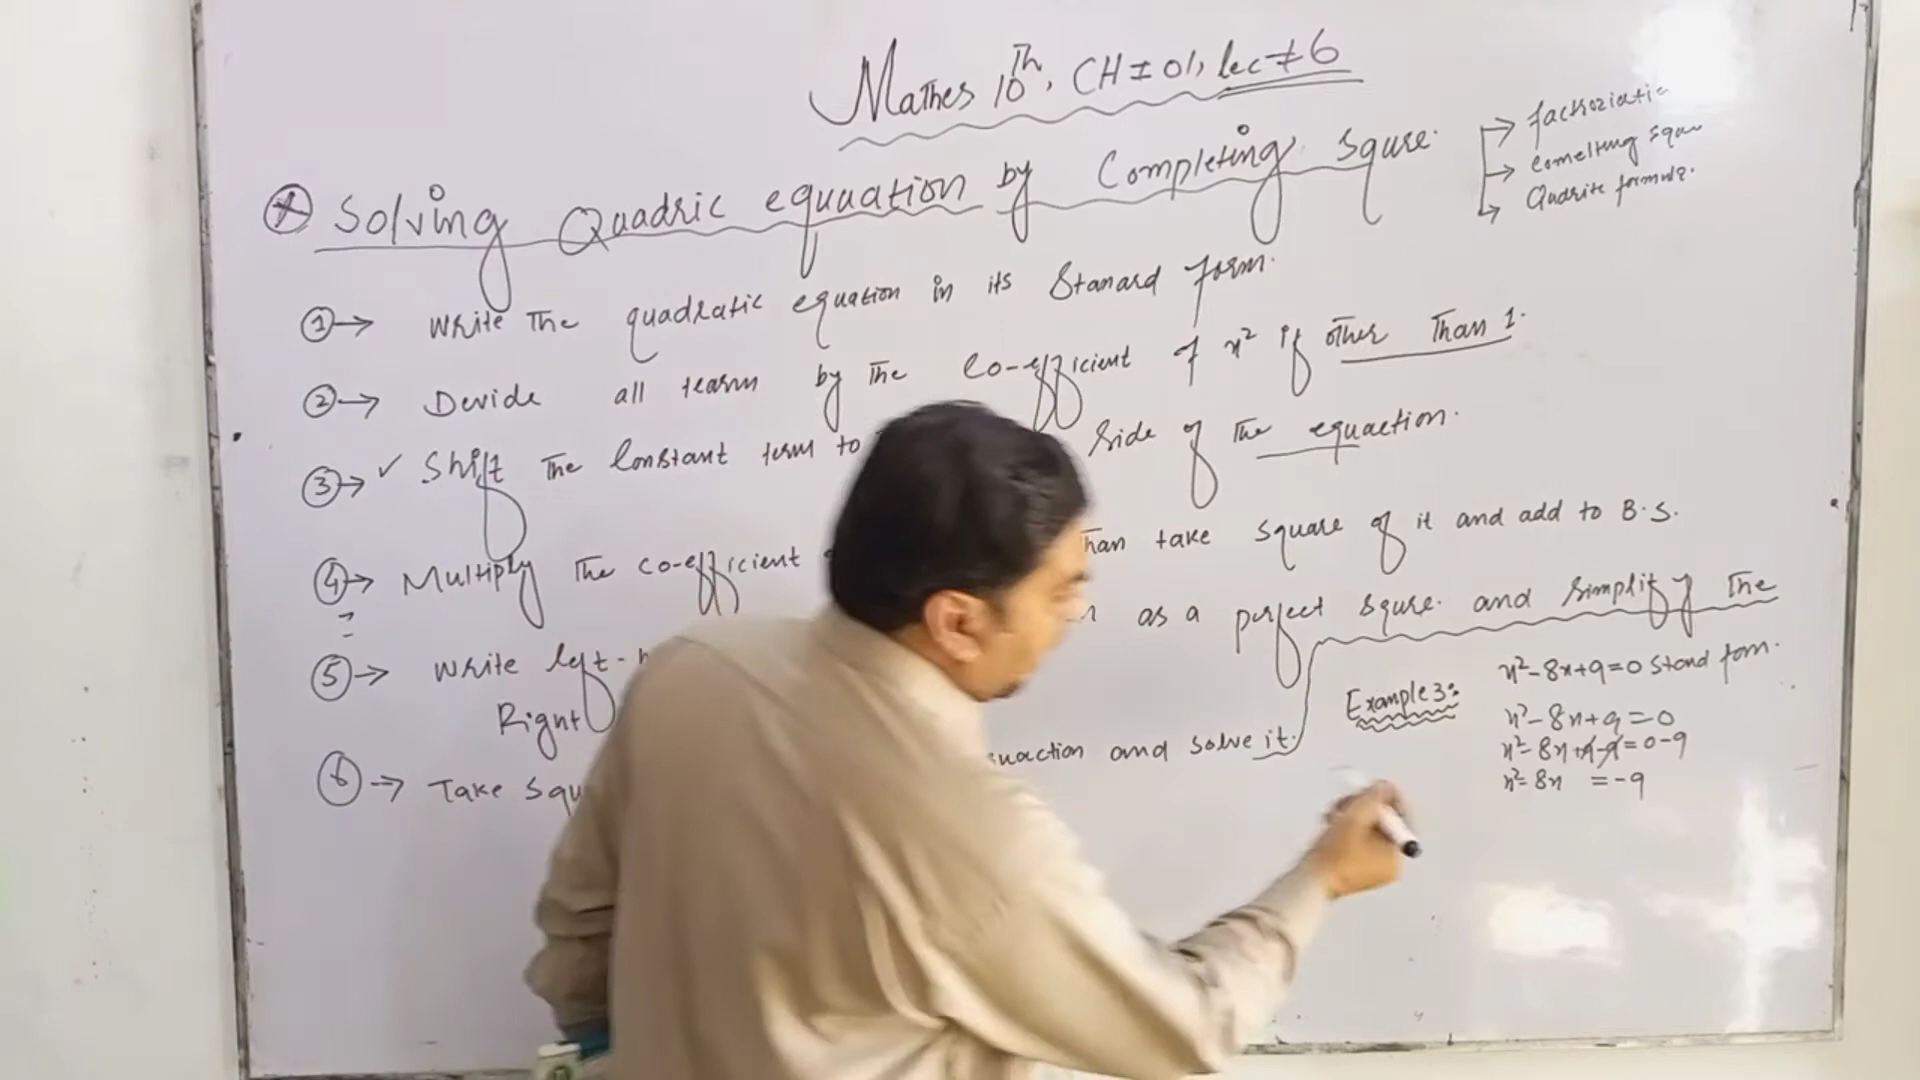 Mathes 10Th, CH = 01, lec # 6
Solving Quadric equuation by Completing Squre.
factroziatio
Comelting Squ
Qudrite formula.
① → Write The quadratic equation in its Stanard form.
② → Devide all tearm by the Co-efficient of x² if other Than 1.
③ → ✓ Shift The Constant term to Side of The equaction.
④ → Multiply The co-efficient Than take square of it and add to B.S.
⑤ → Write left- as a perfect squre. and Simplify The
Right
⑥ → Take squ uaction and solve it.
Example 3:
x² - 8x + 9 = 0 Stand form.
x² - 8x + 9 = 0
x² - 8x + 9 - 9 = 0 - 9
x² - 8x = -9